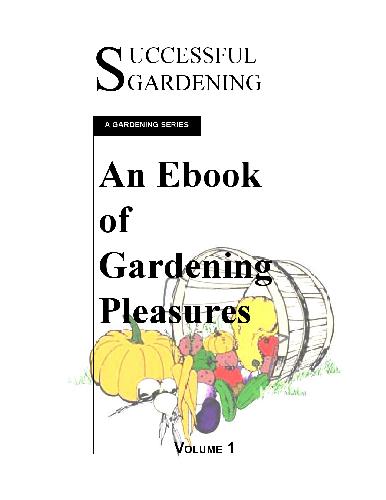 SUCCESSFUL
GARDENING
A GARDENING SERIES
An Ebook
of
Gardening
Pleasures
VOLUME 1